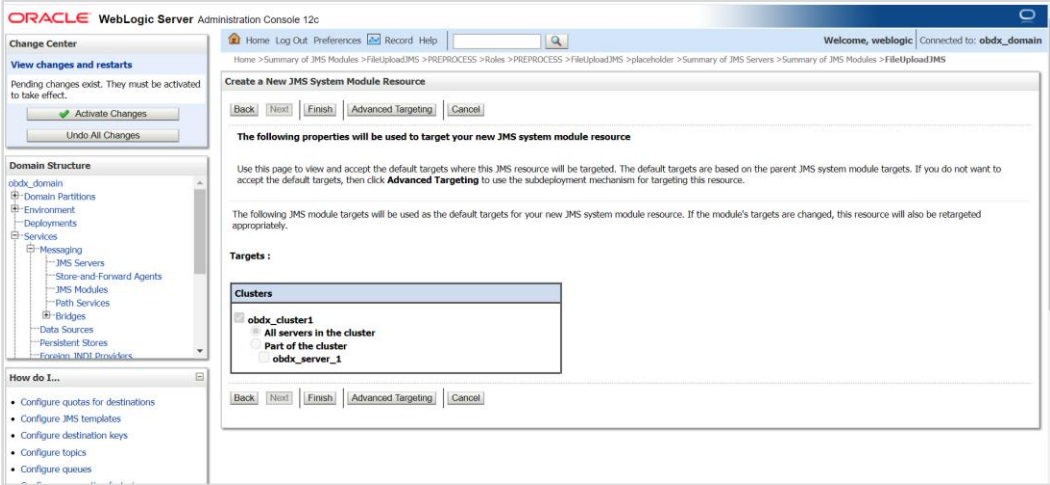 ORACLE WebLogic Server Administration Console 12c
Change Center
View changes and restarts
Pending changes exist. They must be activated
to take effect.
Activate Changes
Undo All Changes
Domain Structure
obdx_domain
Domain Partitions
Environment
Deployments
Services
Messaging
JMS Servers
Store-and-Forward Agents
JMS Modules
Path Services
Bridges
Data Sources
Persistent Stores
Foreign JNDI Providers
How do I...
Configure quotas for destinations
Configure JMS templates
Configure destination keys
Configure topics
Configure queues
Home Log Out Preferences Record Help
Welcome, weblogic Connected to: obdx_domain
Home >Summary of JMS Modules >FileUploadJMS >PREPROCESS >Roles >PREPROCESS >FileUploadJMS >placeholder >Summary of JMS Servers >Summary of JMS Modules >FileUploadJMS
Create a New JMS System Module Resource
Back Next Finish Advanced Targeting Cancel
The following properties will be used to target your new JMS system module resource
Use this page to view and accept the default targets where this JMS resource will be targeted. The default targets are based on the parent JMS system module targets. If you do not want to
accept the default targets, then click Advanced Targeting to use the subdeployment mechanism for targeting this resource.
The following JMS module targets will be used as the default targets for your new JMS system module resource. If the module's targets are changed, this resource will also be retargeted
appropriately.
Targets :
Clusters
obdx_cluster1
All servers in the cluster
Part of the cluster
obdx_server_1
Back Next Finish Advanced Targeting Cancel